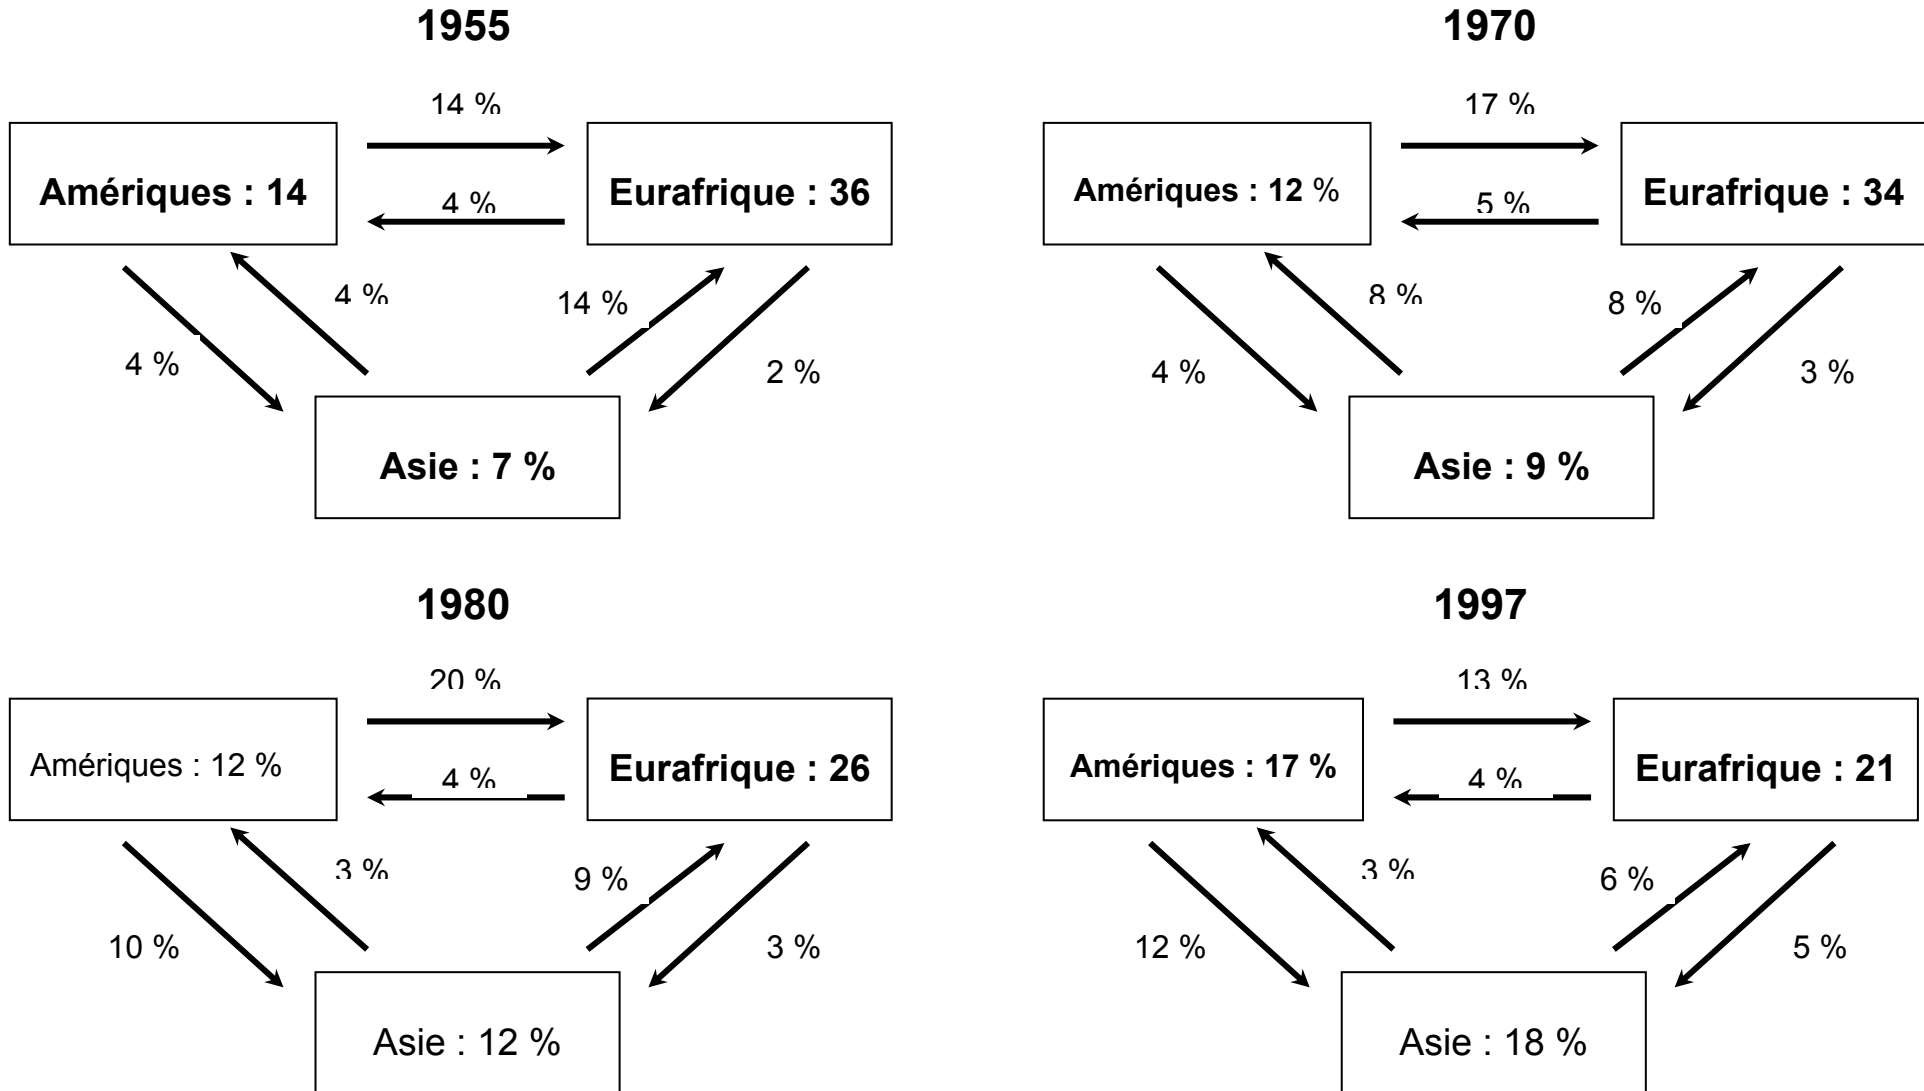 1955
14 %
Amériques : 14
4 %
Eurafrique : 36
4 %
14 %
4 %
2 %
Asie : 7 %
1970
17 %
Amériques : 12 %
5 %
Eurafrique : 34
8 %
8 %
4 %
3 %
Asie : 9 %
1980
20 %
Amériques : 12 %
4 %
Eurafrique : 26
3 %
9 %
10 %
3 %
Asie : 12 %
1997
13 %
Amériques : 17 %
4 %
Eurafrique : 21
3 %
6 %
12 %
5 %
Asie : 18 %